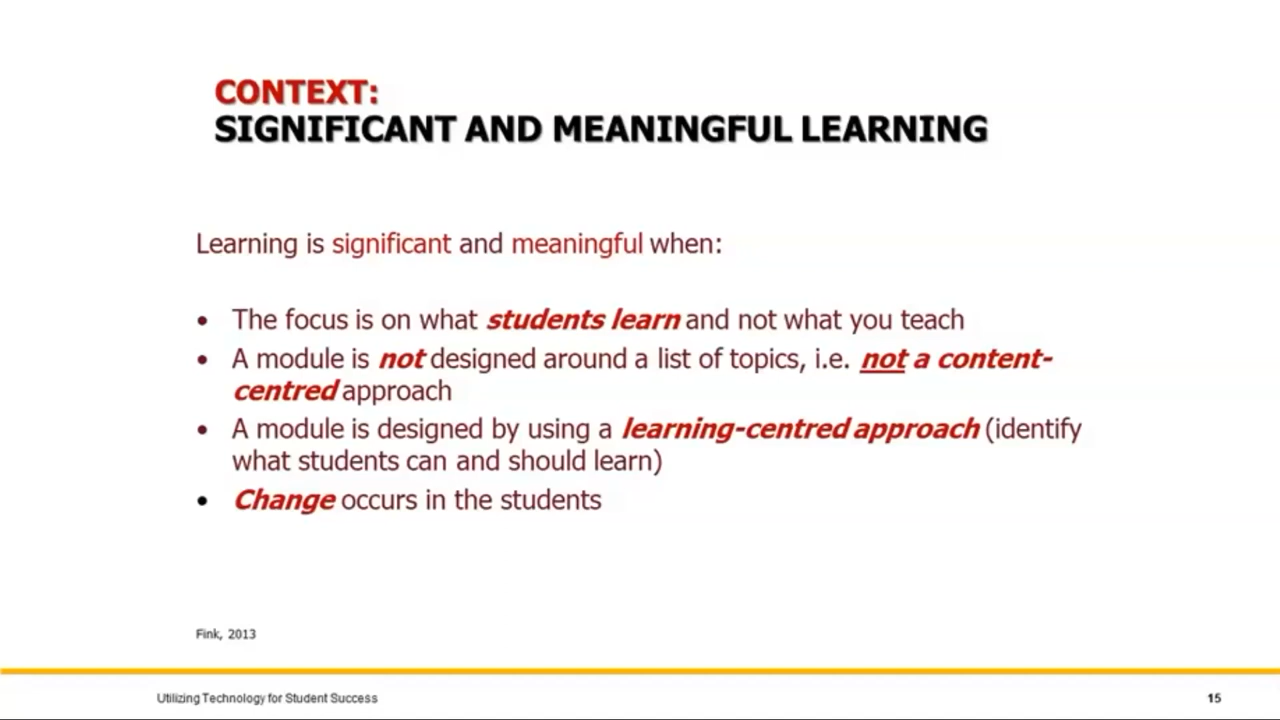 CONTEXT:
SIGNIFICANT AND MEANINGFUL LEARNING
Learning is significant and meaningful when:
• The focus is on what students learn and not what you teach
• A module is not designed around a list of topics, i.e. not a content-
centred approach
• A module is designed by using a learning-centred approach (identify
what students can and should learn)
• Change occurs in the students
Fink, 2013
Utilizing Technology for Student Success
15